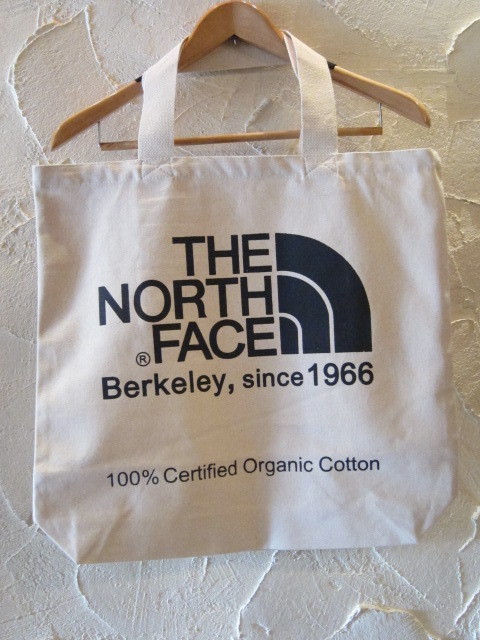 THE
NORTH
® FACE
Berkeley, since 1966
100% Certified Organic Cotton